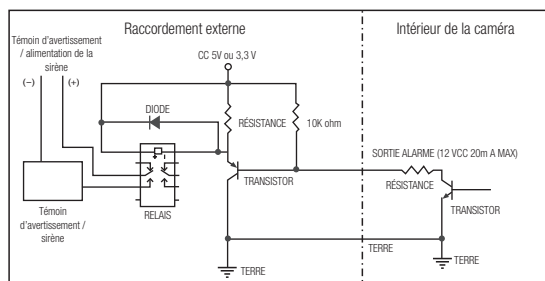 Raccordement externe
Intérieur de la caméra
Témoin d'avertissement
/ alimentation de la
sirène
(−)
(+)
CC 5V ou 3,3 V
DIODE
RÉSISTANCE
10K ohm
SORTIE ALARME (12 VCC 20m A MAX)
RÉSISTANCE
TRANSISTOR
TRANSISTOR
RELAIS
Témoin
d'avertissement /
sirène
TERRE
TERRE
TERRE